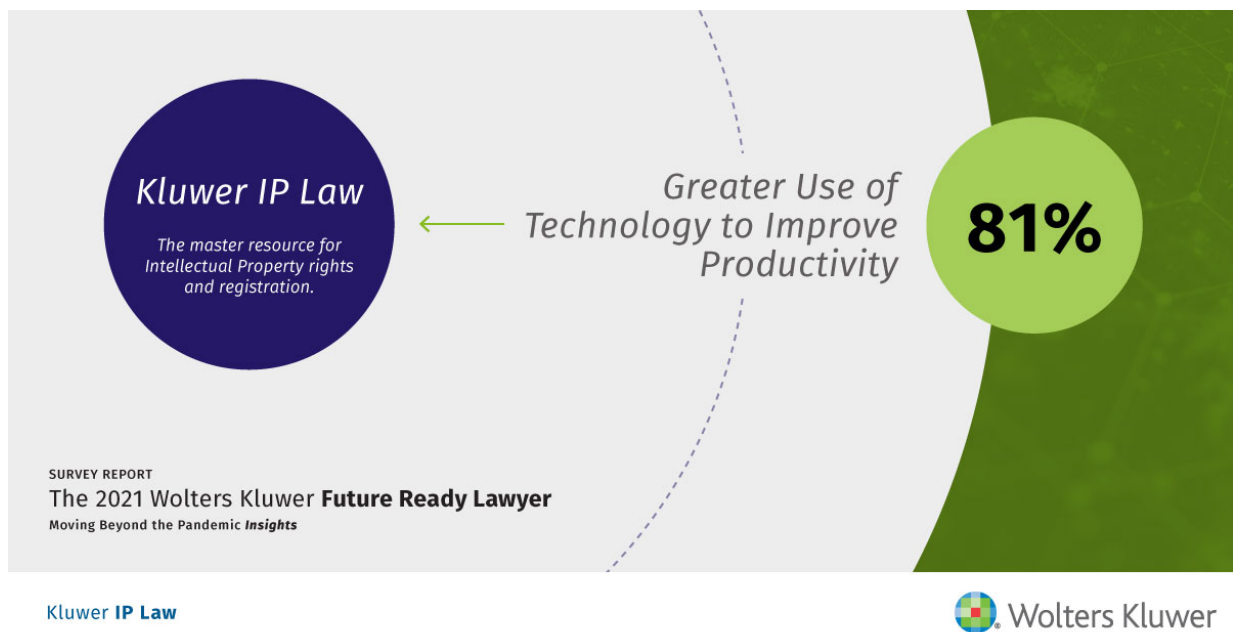 Kluwer IP Law
The master resource for
Intellectual Property rights
and registration.
Greater Use of
Technology to Improve
Productivity
81%
SURVEY REPORT
The 2021 Wolters Kluwer Future Ready Lawyer
Moving Beyond the Pandemic Insights
Kluwer IP Law
Wolters Kluwer